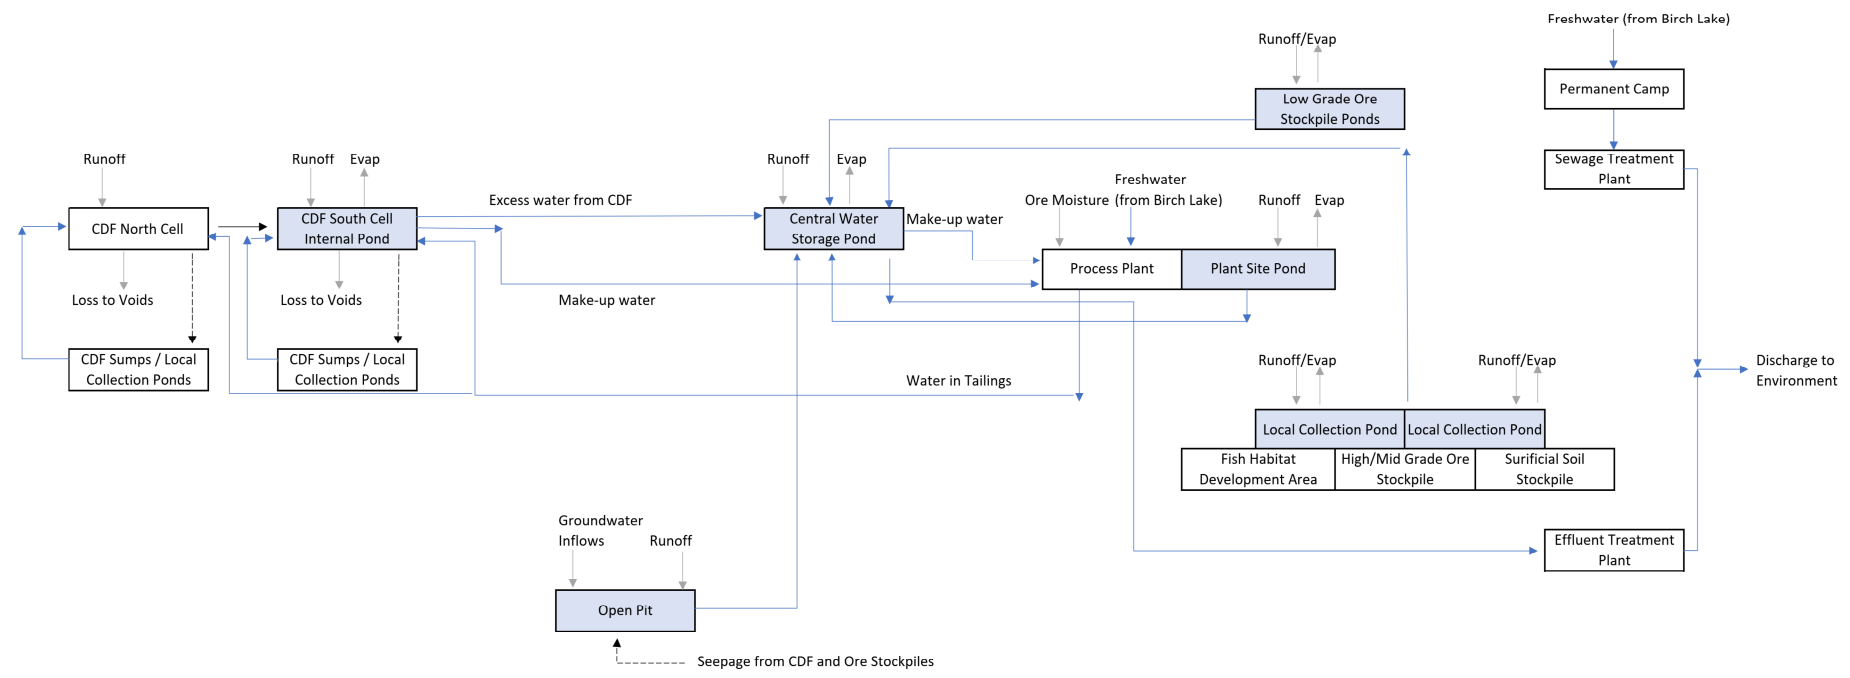 Freshwater (from Birch Lake)
Runoff/Evap
Permanent Camp
Low Grade Ore
Stockpile Ponds
Runoff
Runoff
Evap
Runoff
Evap
Sewage Treatment
Plant
Freshwater
Ore Moisture (from Birch Lake)
Runoff
Evap
Excess water from CDF
CDF North Cell
CDF South Cell
Internal Pond
Central Water
Storage Pond
Make-up water
Process Plant
Plant Site Pond
Loss to Voids
Loss to Voids
Make-up water
CDF Sumps / Local
Collection Ponds
CDF Sumps / Local
Collection Ponds
Water in Tailings
Runoff/Evap
Runoff/Evap
Discharge to
Environment
Local Collection Pond
Local Collection Pond
Fish Habitat
Development Area
High/Mid Grade Ore
Stockpile
Surificial Soil
Stockpile
Groundwater
Inflows
Runoff
Effluent Treatment
Plant
Open Pit
Seepage from CDF and Ore Stockpiles